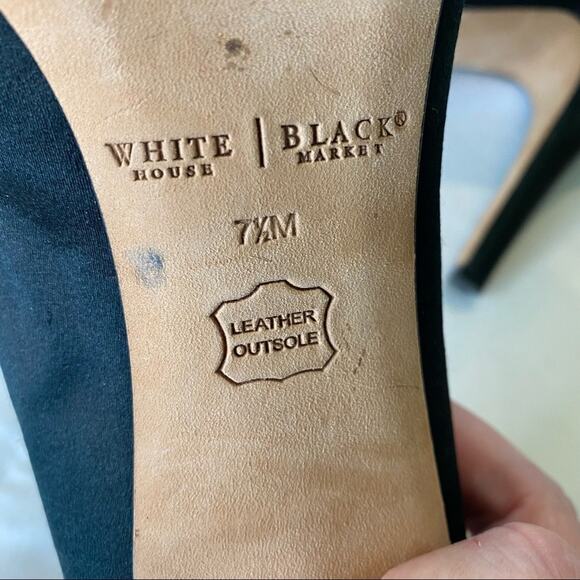 WHITE | BLACK®
HOUSE MARKET
7½M
LEATHER
OUTSOLE